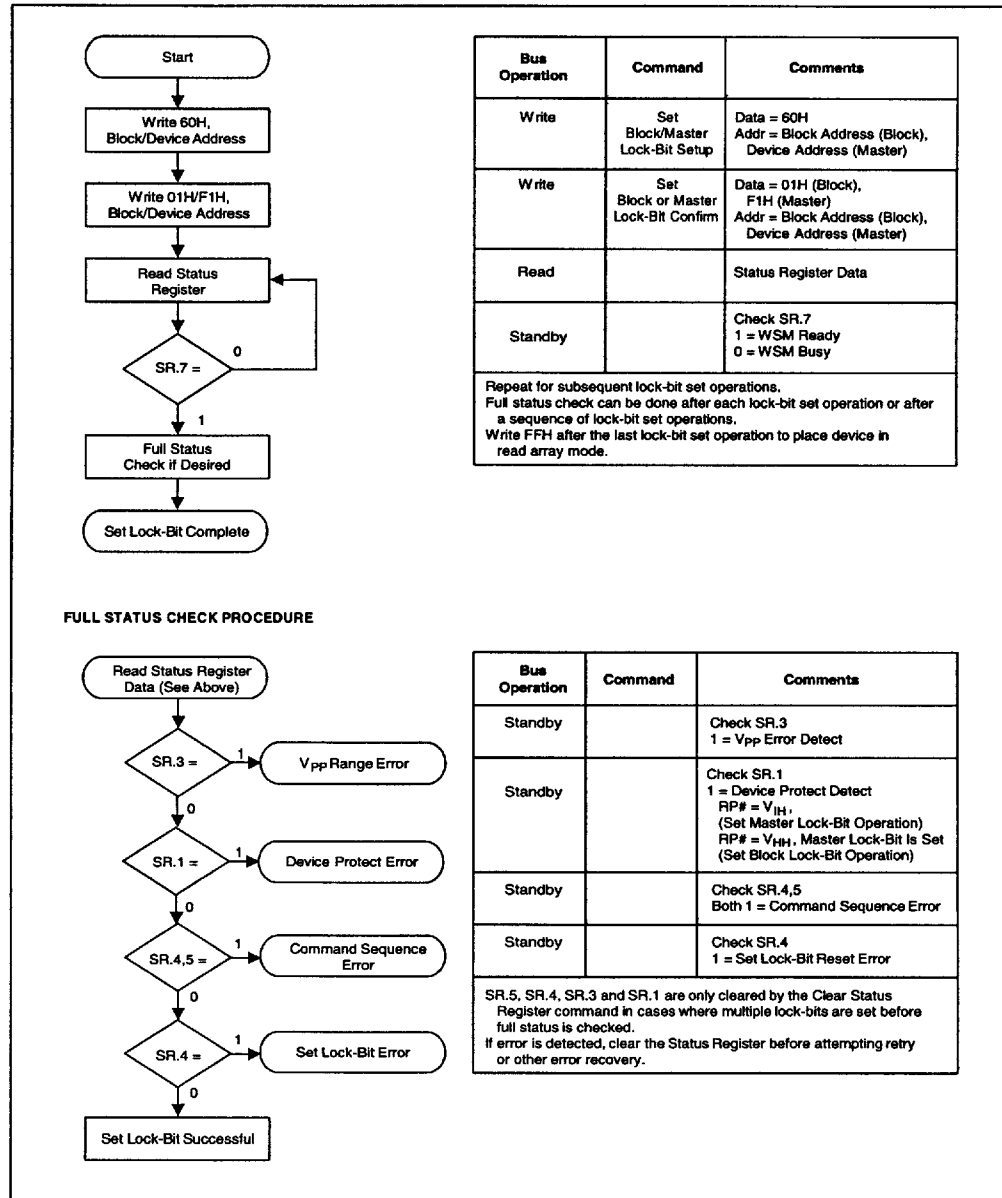 Start
Write 60H,
Block/Device Address
Write 01H/F1H,
Block/Device Address
Read Status
Register
SR.7 =
0
1
Full Status
Check if Desired
Set Lock-Bit Complete
Bus
Operation
Command
Comments
Write
Set
Block/Master
Lock-Bit Setup
Data = 60H
Addr = Block Address (Block),
Device Address (Master)
Write
Set
Block or Master
Lock-Bit Confirm
Data = 01H (Block),
F1H (Master)
Addr = Block Address (Block),
Device Address (Master)
Read
Status Register Data
Standby
Check SR.7
1 = WSM Ready
0 = WSM Busy
Repeat for subsequent lock-bit set operations.
Full status check can be done after each lock-bit set operation or after
a sequence of lock-bit set operations.
Write FFH after the last lock-bit set operation to place device in
read array mode.
FULL STATUS CHECK PROCEDURE
Read Status Register
Data (See Above)
SR.3 =
1
VPP Range Error
0
SR.1 =
1
Device Protect Error
0
SR.4,5 =
1
Command Sequence
Error
0
SR.4 =
1
Set Lock-Bit Error
0
Set Lock-Bit Successful
Bus
Operation
Command
Comments
Standby
Check SR.3
1 = VPP Error Detect
Standby
Check SR.1
1 = Device Protect Detect
RP# = VIH,
(Set Master Lock-Bit Operation)
RP# = VHH, Master Lock-Bit Is Set
(Set Block Lock-Bit Operation)
Standby
Check SR.4,5
Both 1 = Command Sequence Error
Standby
Check SR.4
1 = Set Lock-Bit Reset Error
SR.5, SR.4, SR.3 and SR.1 are only cleared by the Clear Status
Register command in cases where multiple lock-bits are set before
full status is checked.
If error is detected, clear the Status Register before attempting retry
or other error recovery.